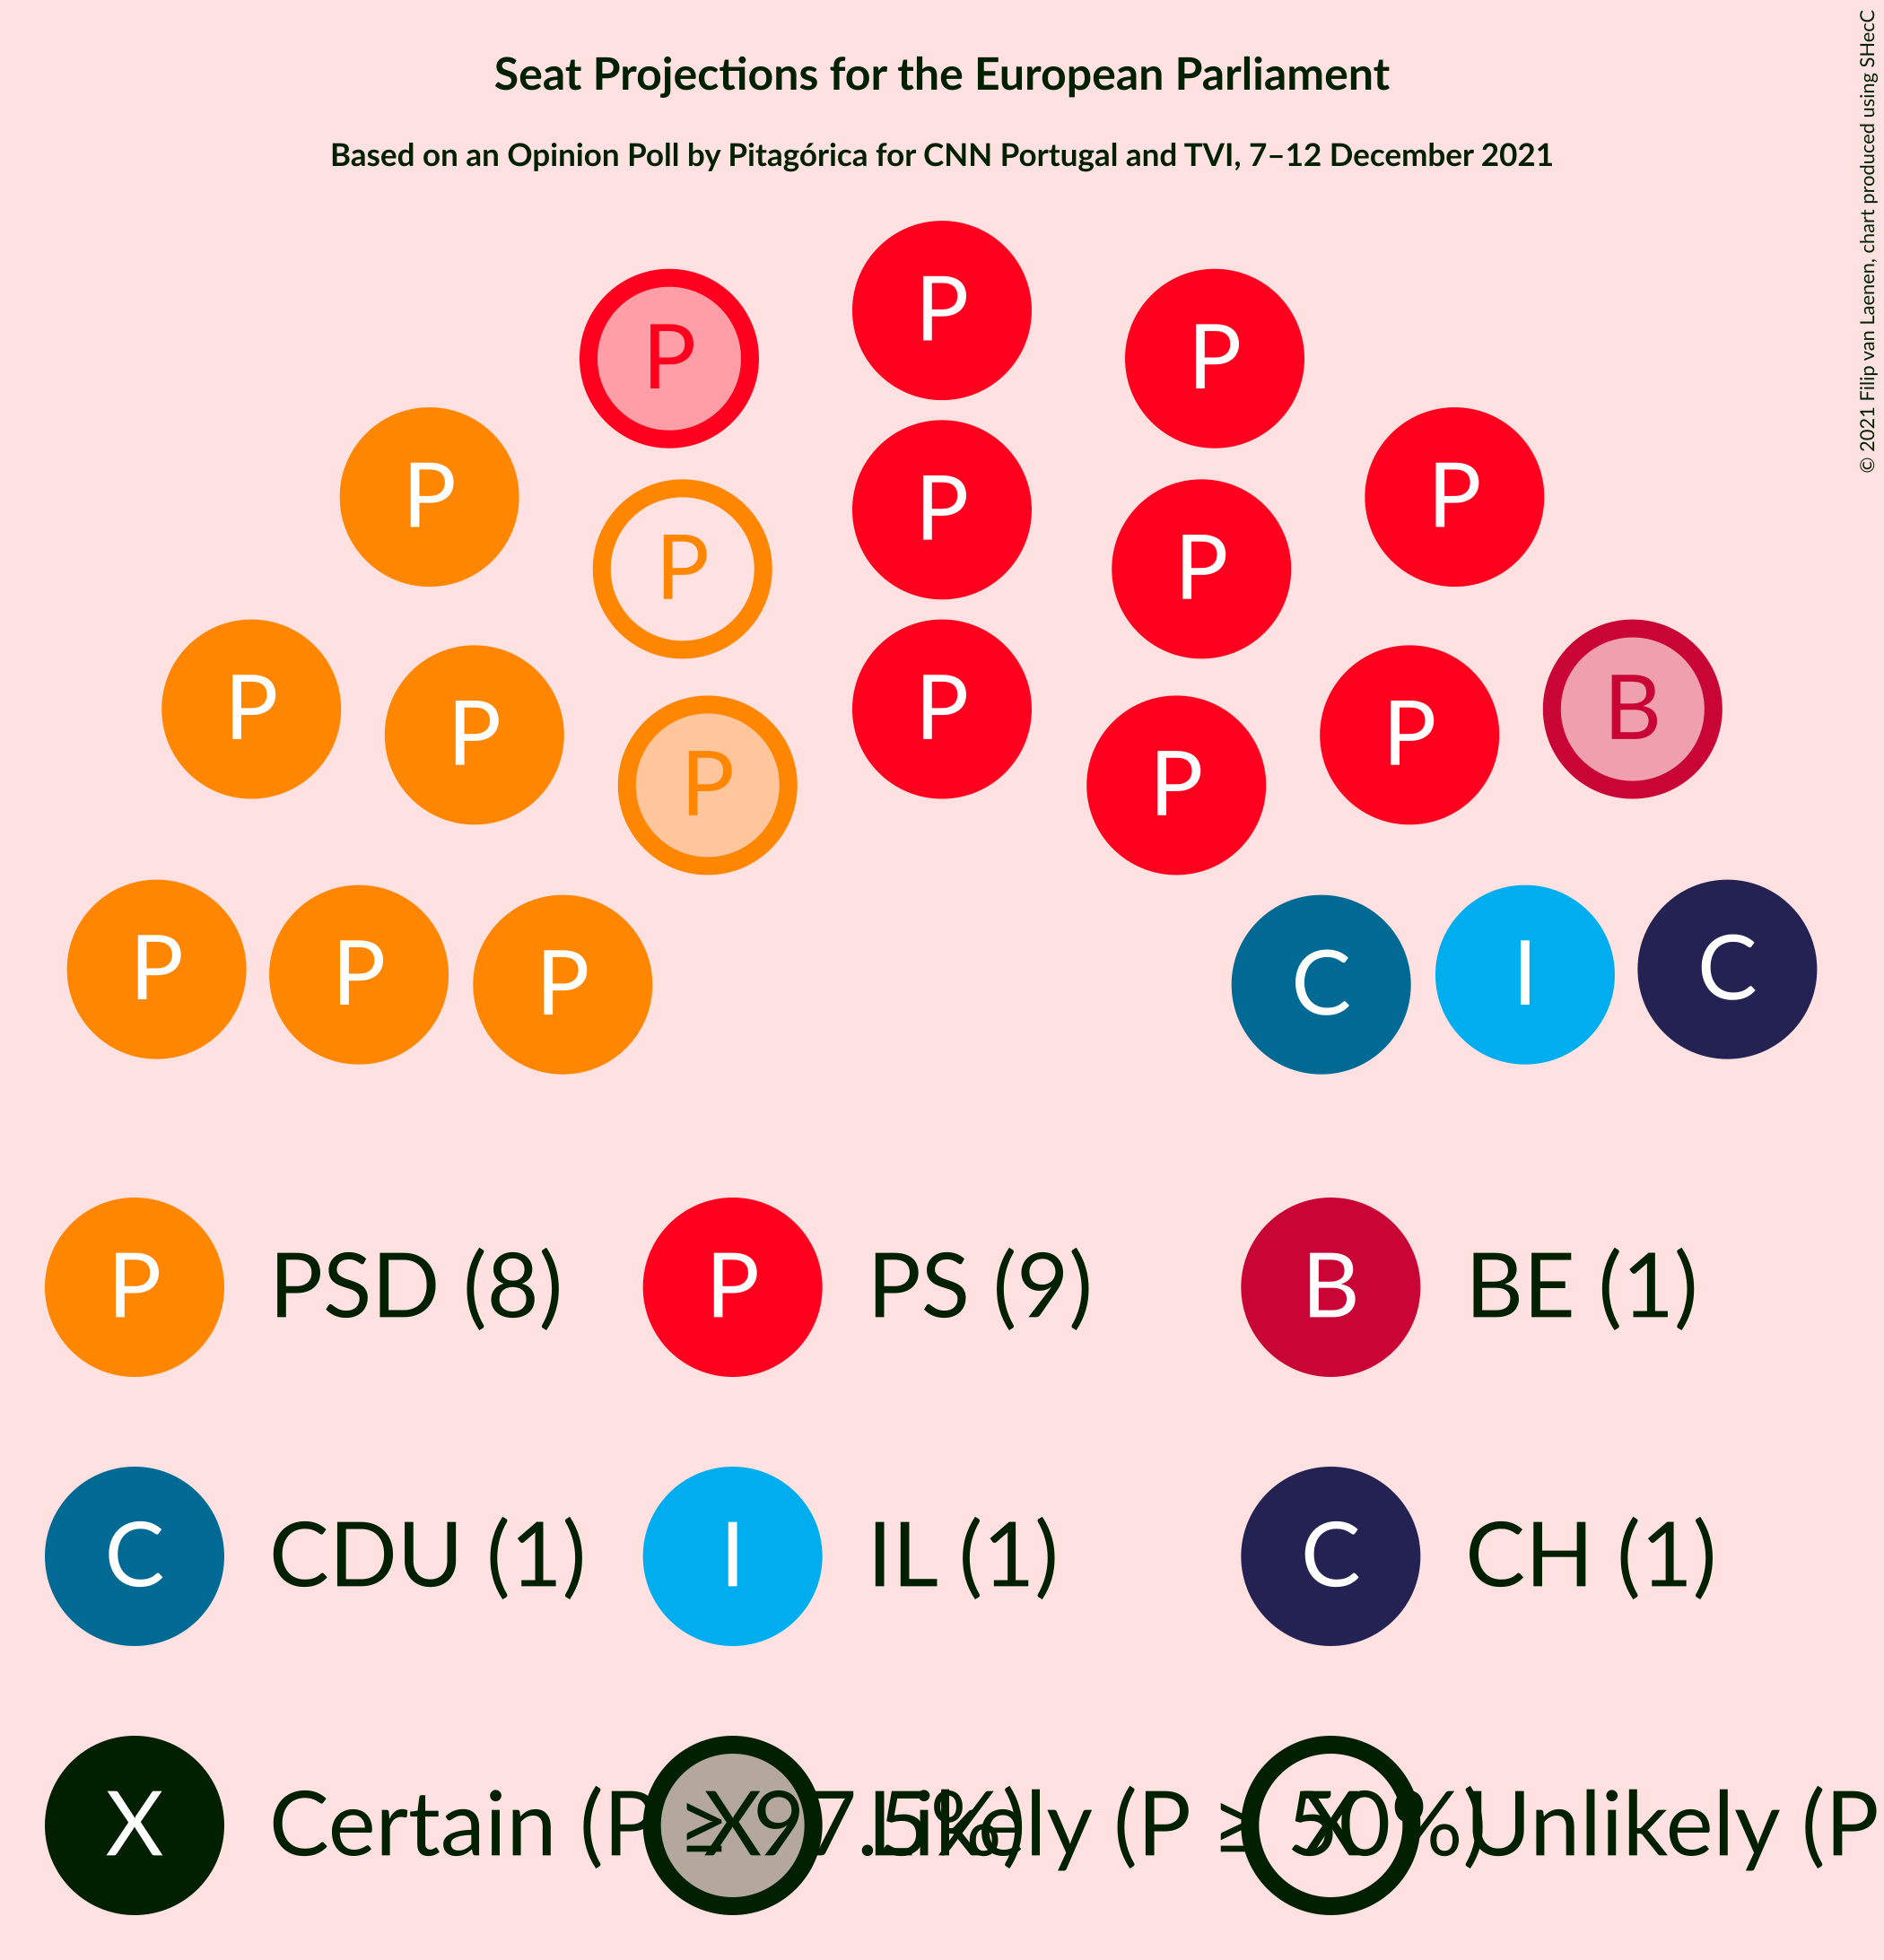 Seat Projections for the European Parliament
Based on an Opinion Poll by Pitagórica for CNN Portugal and TVI, 7–12 December 2021
© 2021 Filip van Laenen, chart produced using SHecC
P
P P
P P
P P P
P P
P P P B
P P
P P P C I C
P PSD (8) P PS (9) B BE (1)
C CDU (1) I IL (1) C CH (1)
X Certain (P ≥ 97.5%) X Likely (P ≥ 50%) X Unlikely (P